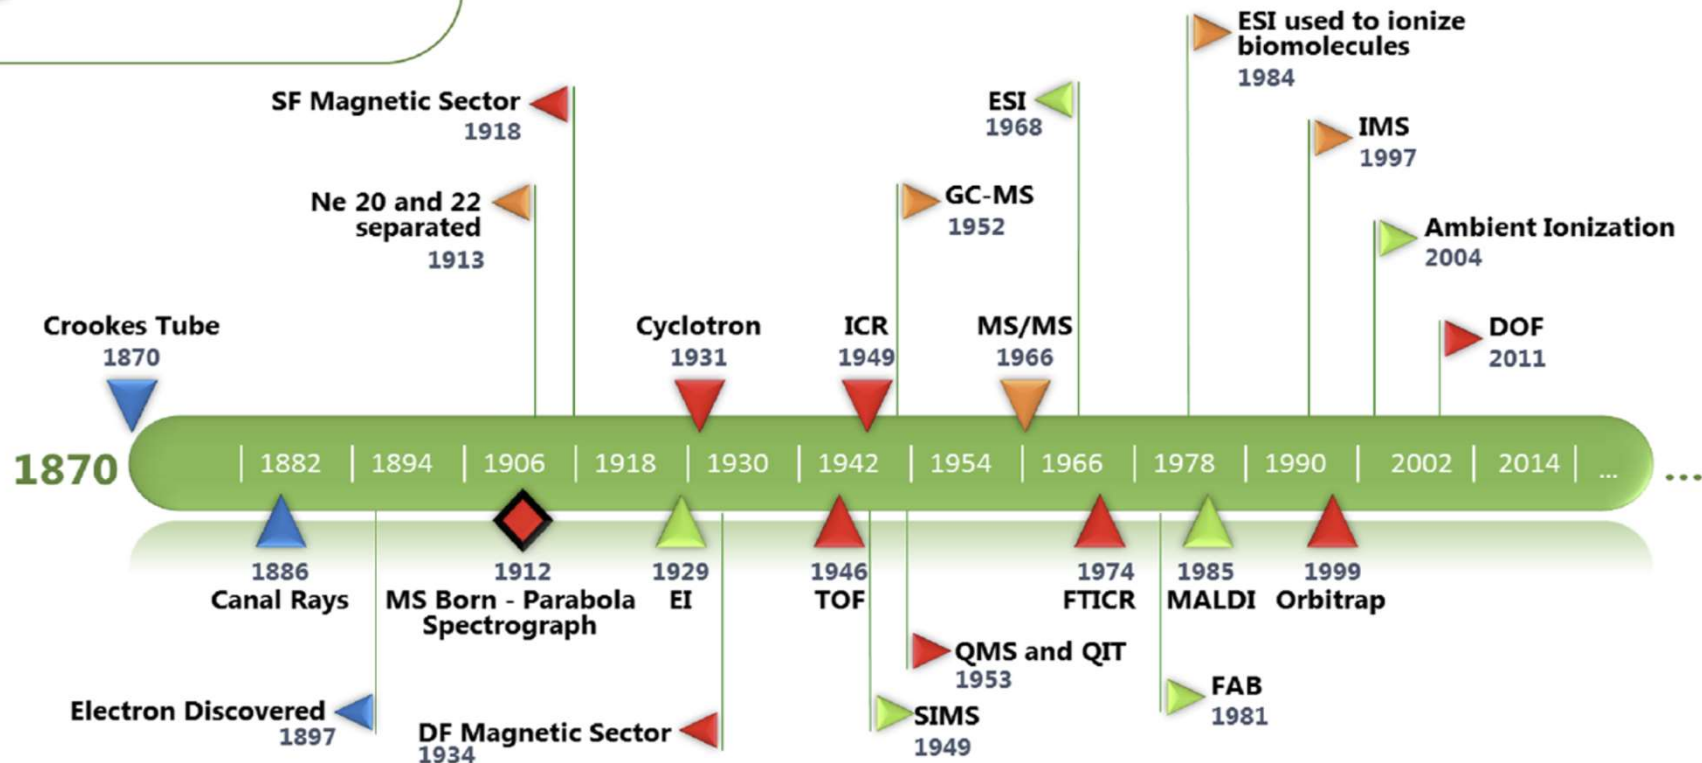 ESI used to ionize
biomolecules
1984
SF Magnetic Sector
1918
ESI
1968
IMS
1997
Ne 20 and 22
separated
1913
GC-MS
1952
Ambient Ionization
2004
Crookes Tube
1870
Cyclotron
1931
ICR
1949
MS/MS
1966
DOF
2011
1870
1882 1894 1906 1918 1930 1942 1954 1966 1978 1990 2002 2014 ...
...
1886
Canal Rays
1912
MS Born - Parabola
Spectrograph
1929
EI
1946
TOF
1974
FTICR
1985
MALDI
1999
Orbitrap
QMS and QIT
1953
FAB
1981
Electron Discovered
1897
DF Magnetic Sector
1934
SIMS
1949